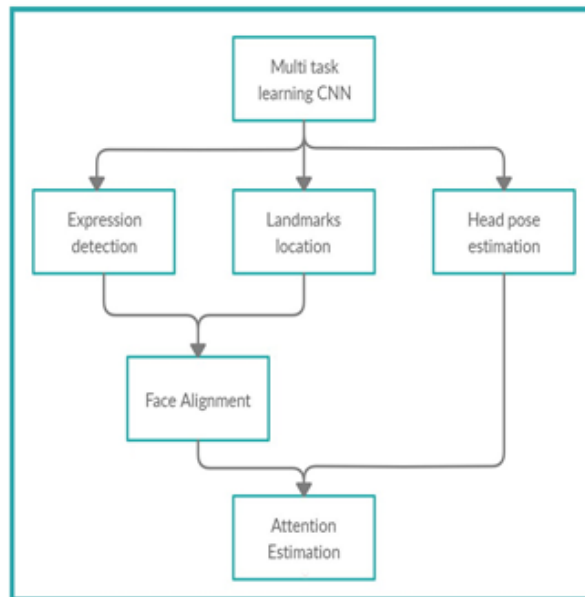 Multi task
learning CNN
Expression
detection
Landmarks
location
Head pose
estimation
Face Alignment
Attention
Estimation